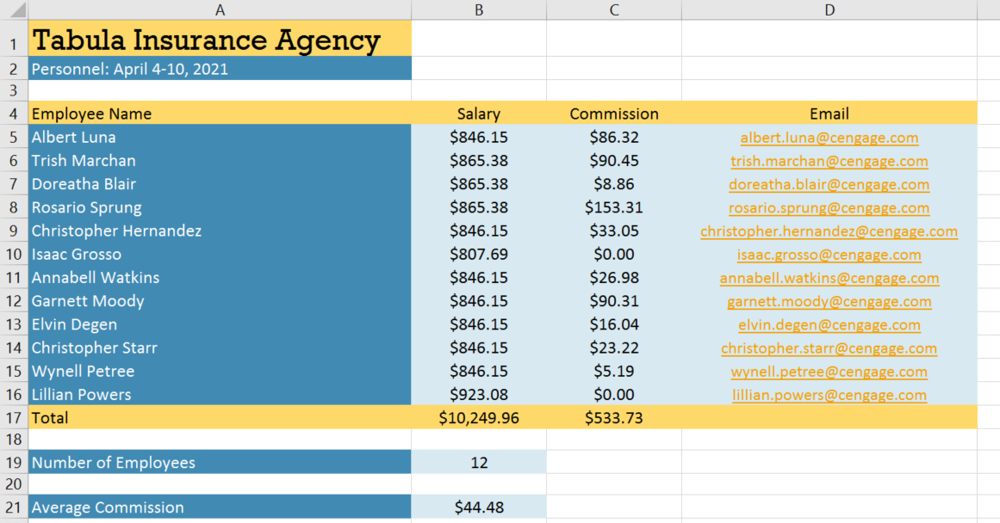 A B C D
1 Tabula Insurance Agency
2 Personnel: April 4-10, 2021
3
4 Employee Name Salary Commission Email
5 Albert Luna $846.15 $86.32 albert.luna@cengage.com
6 Trish Marchan $865.38 $90.45 trish.marchan@cengage.com
7 Doreatha Blair $865.38 $8.86 doreatha.blair@cengage.com
8 Rosario Sprung $865.38 $153.31 rosario.sprung@cengage.com
9 Christopher Hernandez $846.15 $33.05 christopher.hernandez@cengage.com
10 Isaac Grosso $807.69 $0.00 isaac.grosso@cengage.com
11 Annabell Watkins $846.15 $26.98 annabell.watkins@cengage.com
12 Garnett Moody $846.15 $90.31 garnett.moody@cengage.com
13 Elvin Degen $846.15 $16.04 elvin.degen@cengage.com
14 Christopher Starr $846.15 $23.22 christopher.starr@cengage.com
15 Wynell Petree $846.15 $5.19 wynell.petree@cengage.com
16 Lillian Powers $923.08 $0.00 lillian.powers@cengage.com
17 Total $10,249.96 $533.73
18
19 Number of Employees 12
20
21 Average Commission $44.48